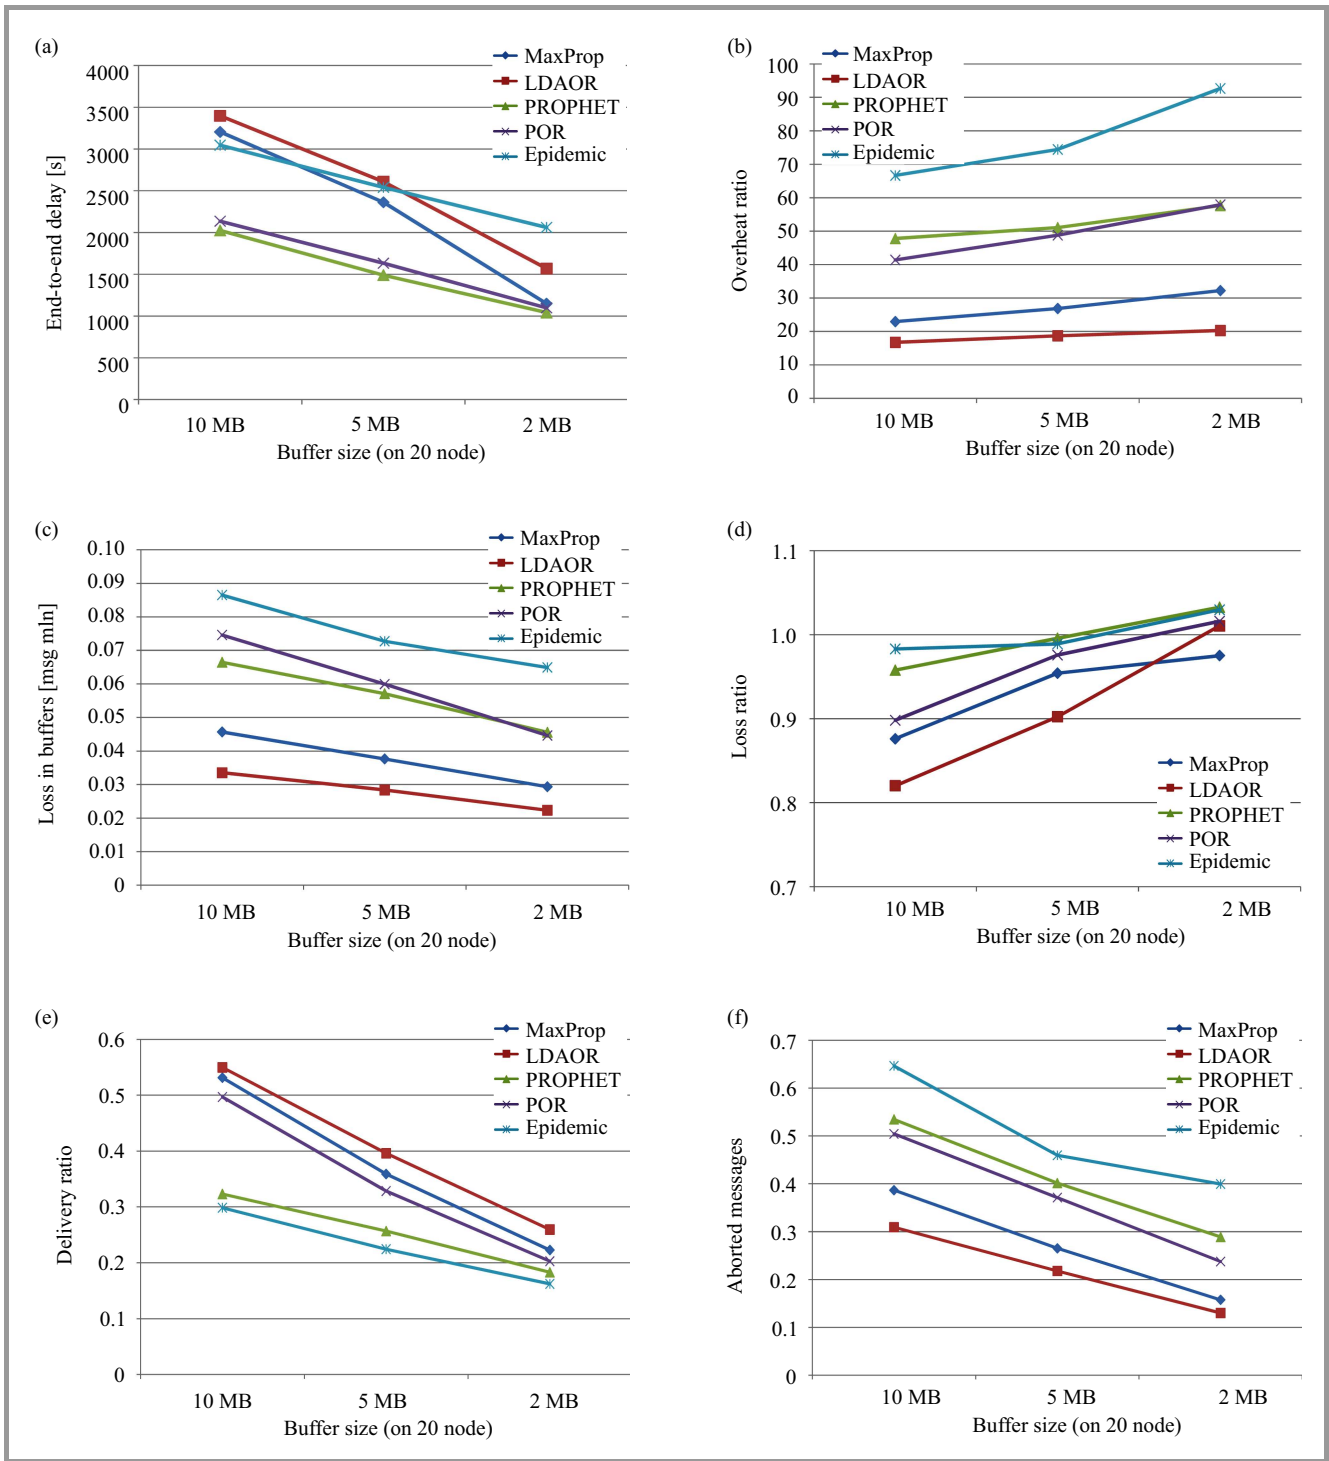 (a)
MaxProp
LDAOR
PROPHET
POR
Epidemic
4000
3500
3000
2500
2000
1500
1000
500
0
End-to-end delay [s]
10 MB 5 MB 2 MB
Buffer size (on 20 node)
(b)
MaxProp
LDAOR
PROPHET
POR
Epidemic
100
90
80
70
60
50
40
30
20
10
0
Overheat ratio
10 MB 5 MB 2 MB
Buffer size (on 20 node)
(c)
MaxProp
LDAOR
PROPHET
POR
Epidemic
0.10
0.09
0.08
0.07
0.06
0.05
0.04
0.03
0.02
0.01
0
Loss in buffers [msg mln]
10 MB 5 MB 2 MB
Buffer size (on 20 node)
(d)
1.1
1.0
0.9
0.8
0.7
Loss ratio
MaxProp
LDAOR
PROPHET
POR
Epidemic
10 MB 5 MB 2 MB
Buffer size (on 20 node)
(e)
MaxProp
LDAOR
PROPHET
POR
Epidemic
0.6
0.5
0.4
0.3
0.2
0.1
0
Delivery ratio
10 MB 5 MB 2 MB
Buffer size (on 20 node)
(f)
MaxProp
LDAOR
PROPHET
POR
Epidemic
0.7
0.6
0.5
0.4
0.3
0.2
0.1
0
Aborted messages
10 MB 5 MB 2 MB
Buffer size (on 20 node)